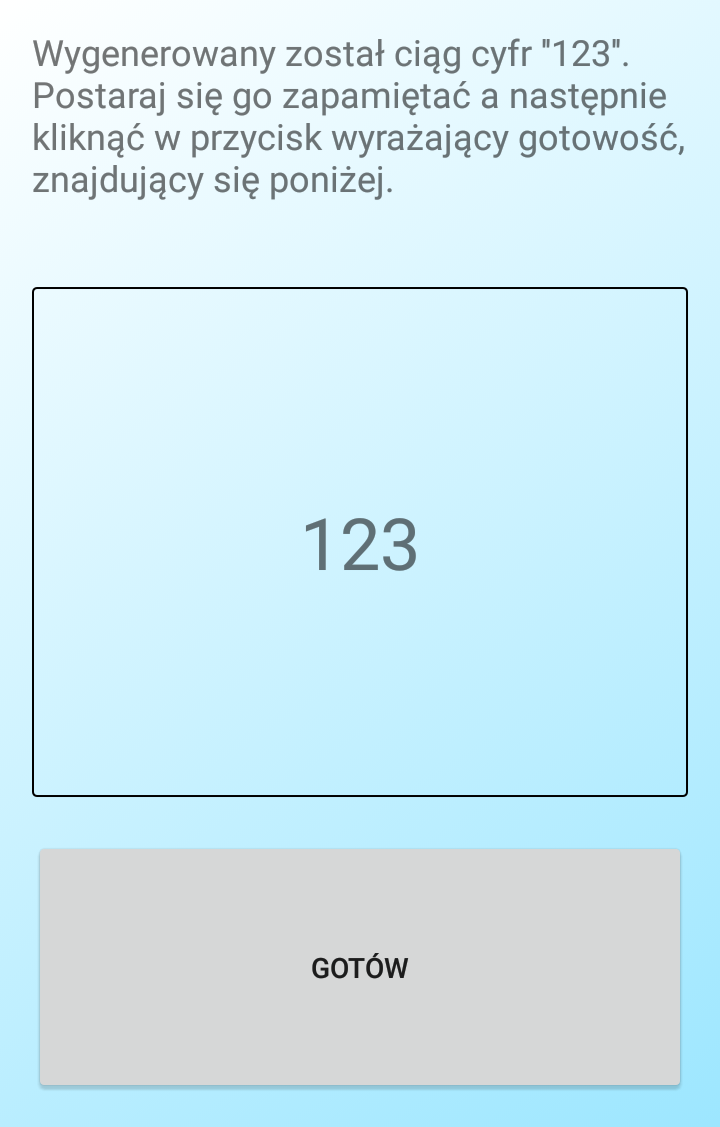 Wygenerowany został ciąg cyfr "123".
Postaraj się go zapamiętać a następnie
kliknąć w przycisk wyrażający gotowość,
znajdujący się poniżej.
123
GOTÓW